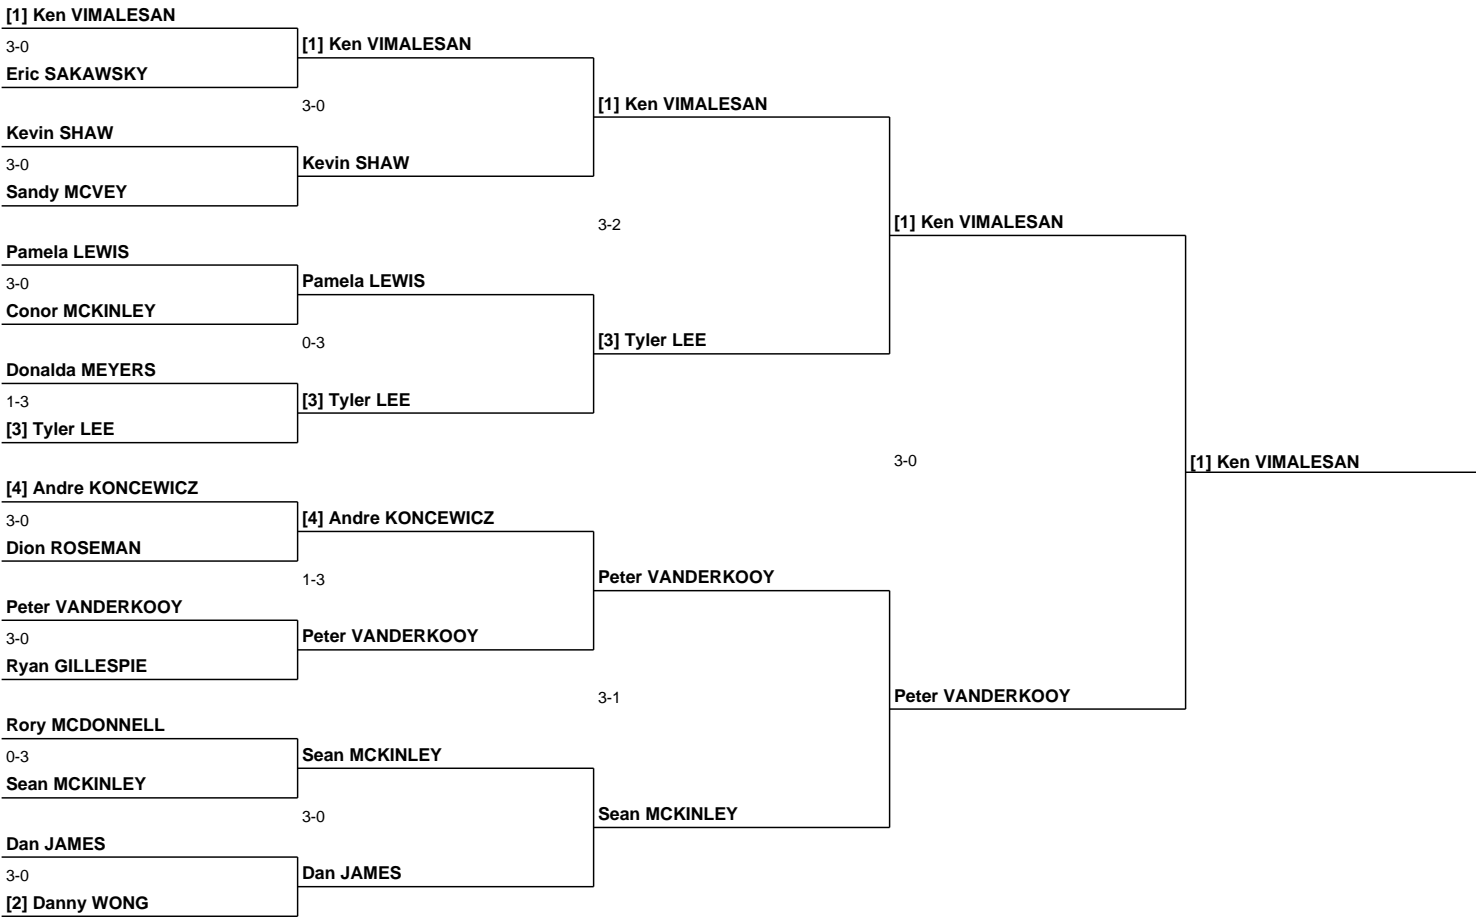 [1] Ken VIMALESAN
3-0
Eric SAKAWSKY
Kevin SHAW
3-0
Sandy MCVEY
Pamela LEWIS
3-0
Conor MCKINLEY
Donalda MEYERS
1-3
[3] Tyler LEE
[4] Andre KONCEWICZ
3-0
Dion ROSEMAN
Peter VANDERKOOY
3-0
Ryan GILLESPIE
Rory MCDONNELL
0-3
Sean MCKINLEY
Dan JAMES
3-0
[2] Danny WONG
[1] Ken VIMALESAN
3-0
Kevin SHAW
Pamela LEWIS
0-3
[3] Tyler LEE
[4] Andre KONCEWICZ
1-3
Peter VANDERKOOY
Sean MCKINLEY
3-0
Dan JAMES
[1] Ken VIMALESAN
3-2
[3] Tyler LEE
Peter VANDERKOOY
3-1
Sean MCKINLEY
[1] Ken VIMALESAN
3-0
Peter VANDERKOOY
[1] Ken VIMALESAN